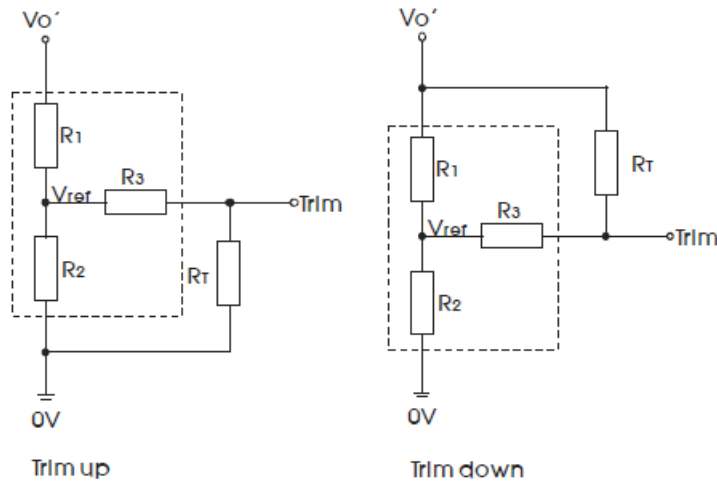 Vo'
R1
Vref
R3
Trim
R2
RT
0V
Trim up
Vo'
R1
RT
Vref
R3
Trim
R2
0V
Trim down